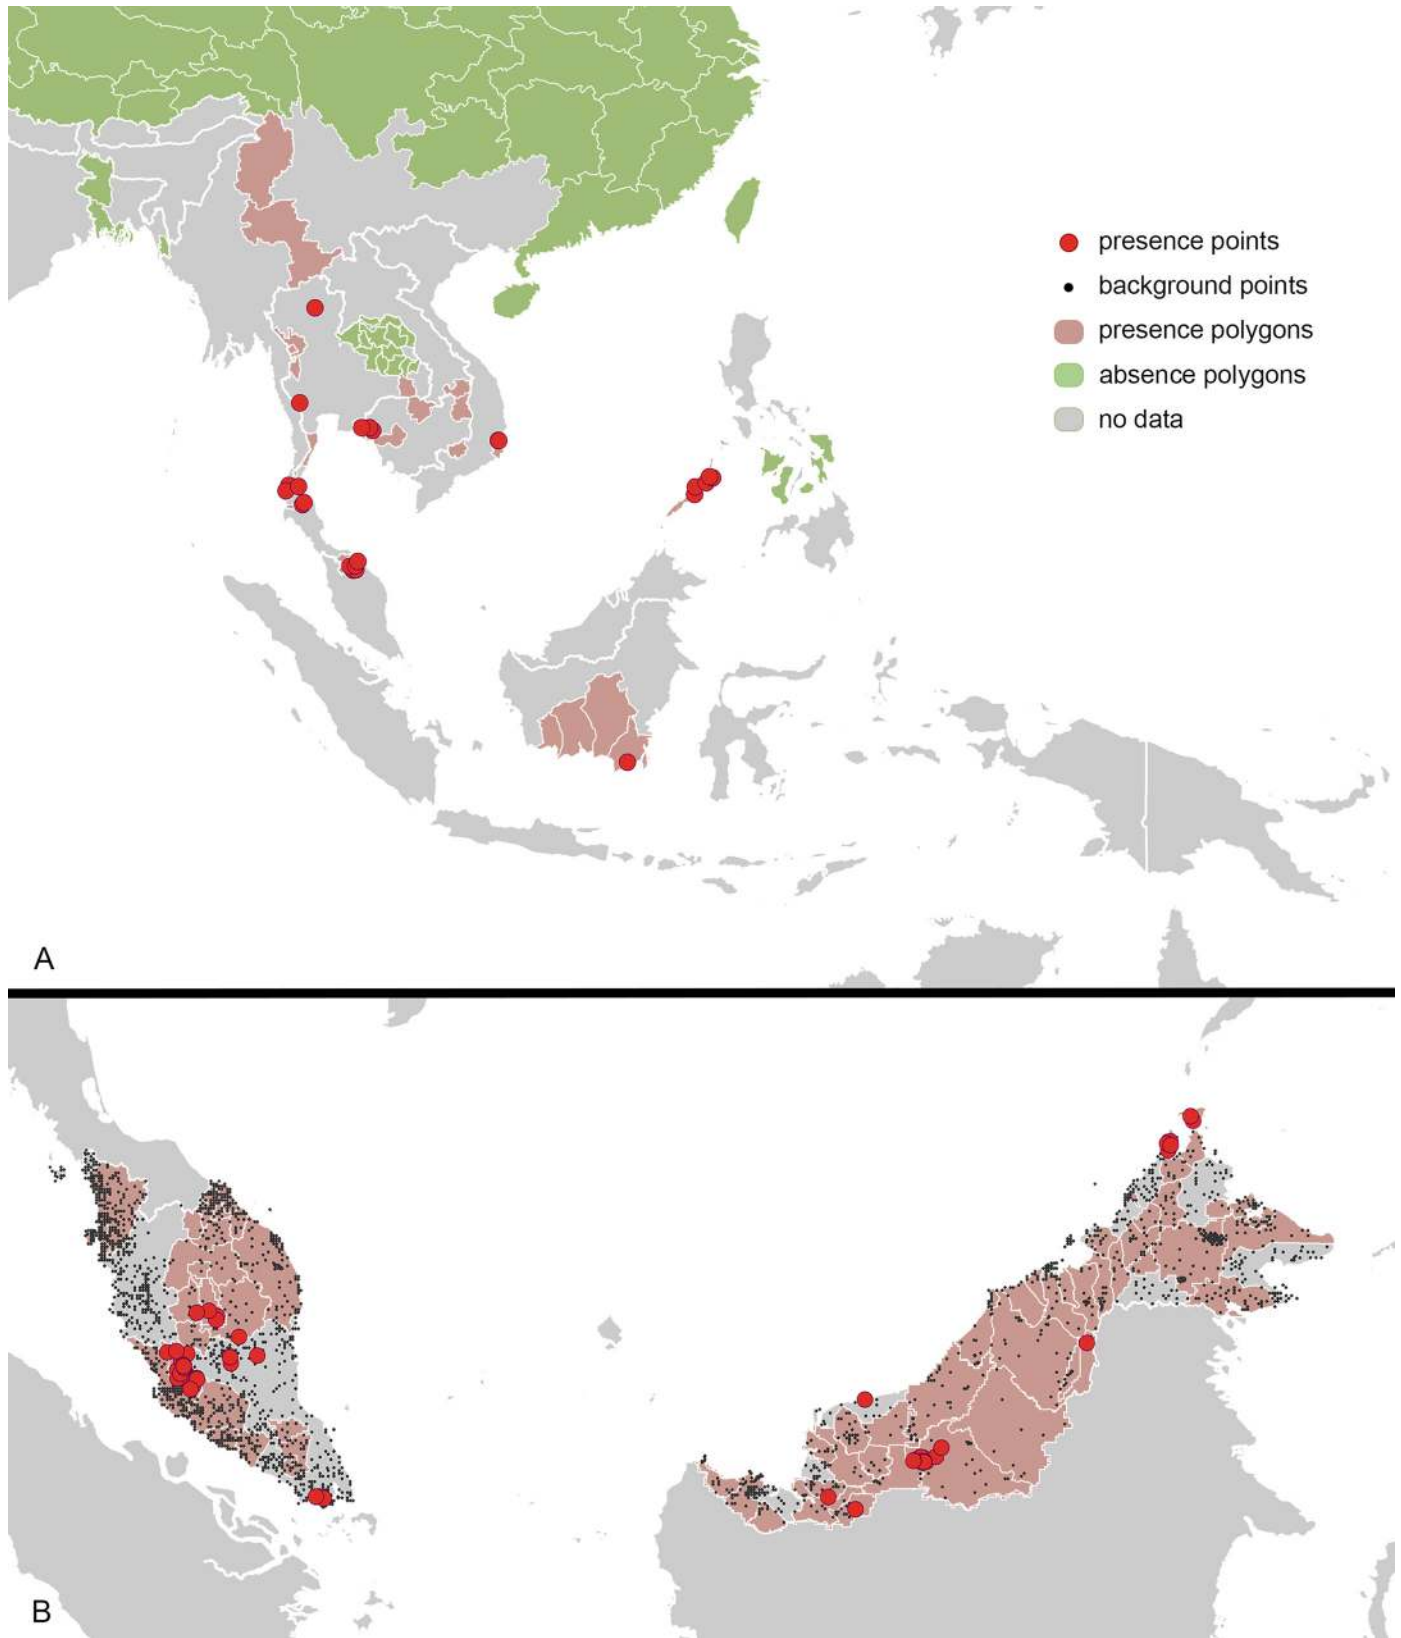 presence points
background points
presence polygons
absence polygons
no data
A
B